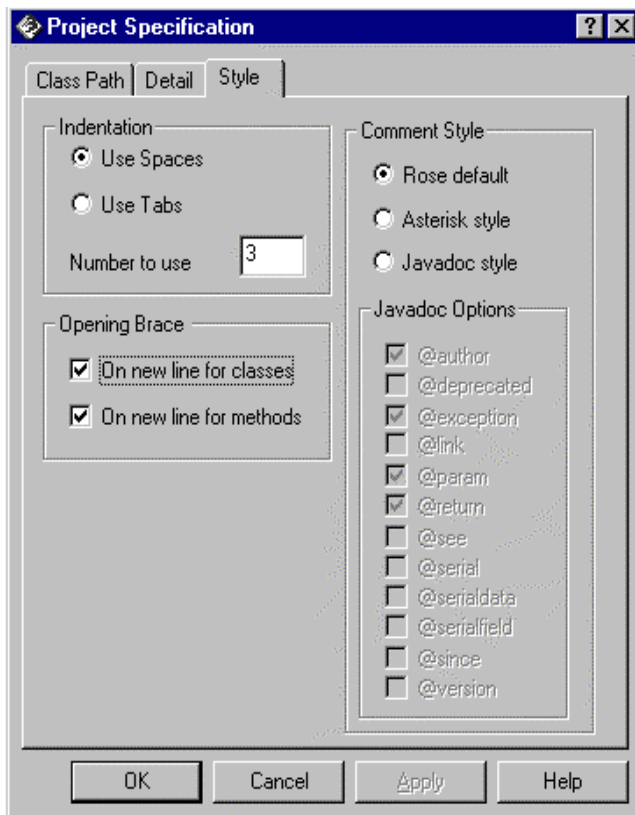 Project Specification
Class Path Detail Style
Indentation
Use Spaces
Use Tabs
Number to use 3
Opening Brace
On new line for classes
On new line for methods
Comment Style
Rose default
Asterisk style
Javadoc style
Javadoc Options
@author
@deprecated
@exception
@link
@param
@return
@see
@serial
@serialdata
@serialfield
@since
@version
OK Cancel Apply Help